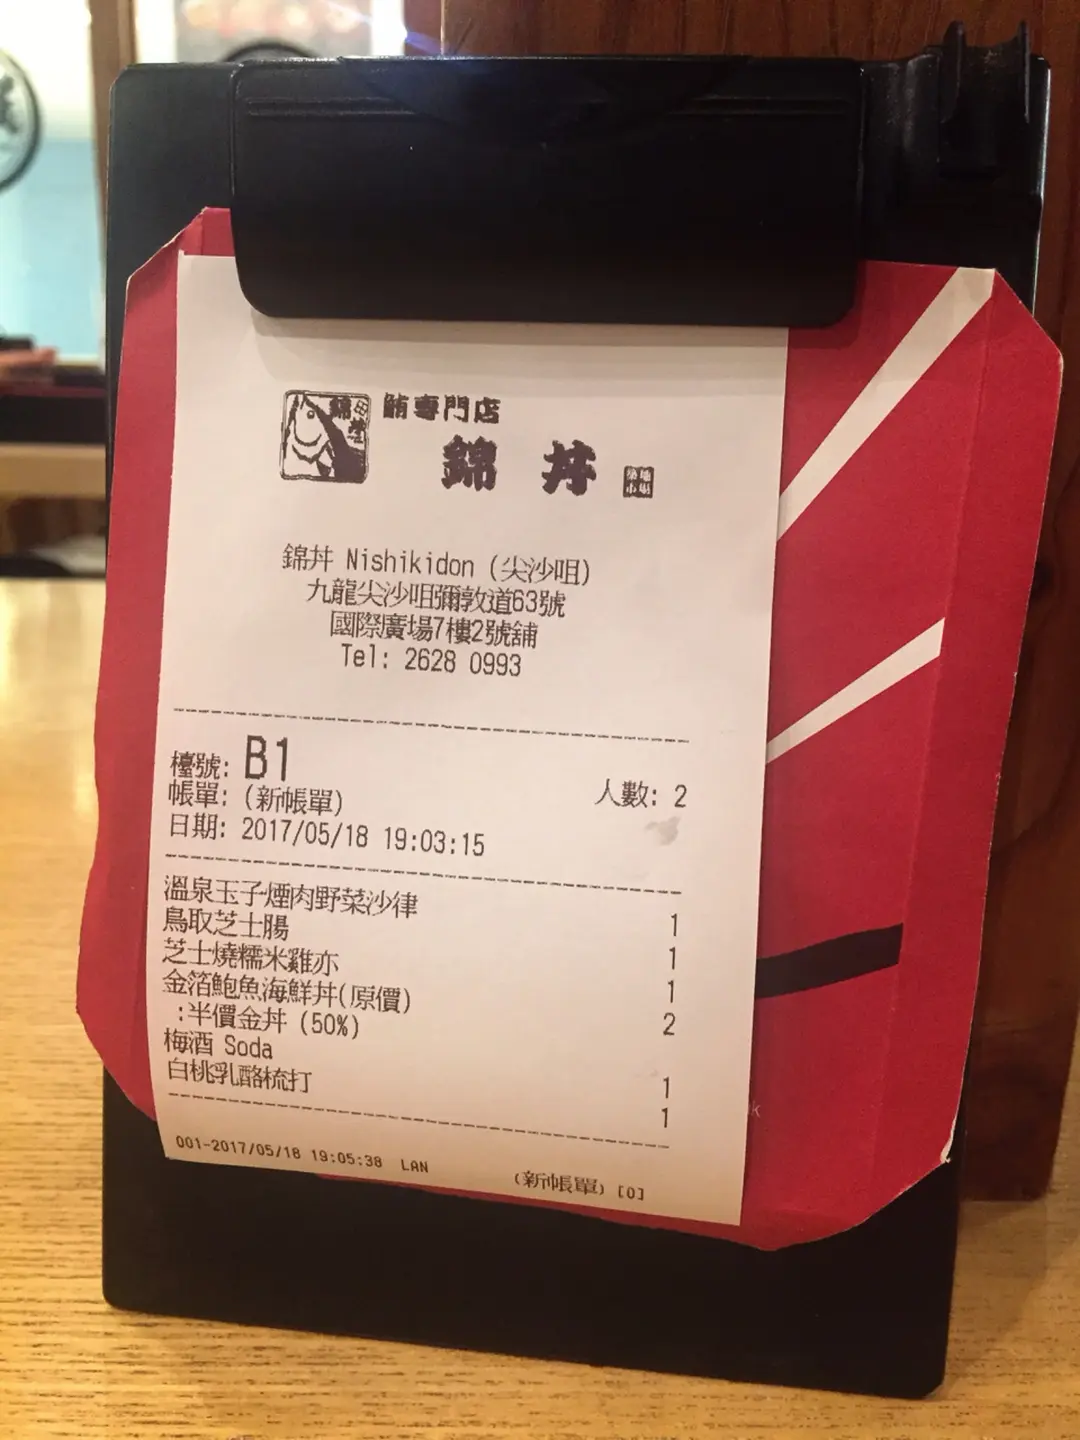 鮪專門店
錦丼
築地市場
錦丼 Nishikidon (尖沙咀)
九龍尖沙咀彌敦道63號
國際廣場7樓2號舖
Tel: 2628 0993
檯號: B1
人數: 2
帳單: (新帳單)
日期: 2017/05/18 19:03:15
溫泉玉子煙肉野菜沙律 1
鳥取芝士腸 1
芝士燒糯米雞亦 1
金箔鮑魚海鮮丼(原價) 2
:半價金丼 (50%)
梅酒 Soda 1
白桃乳酪梳打 1
001-2017/05/18 19:05:38 LAN
(新帳單) [0]